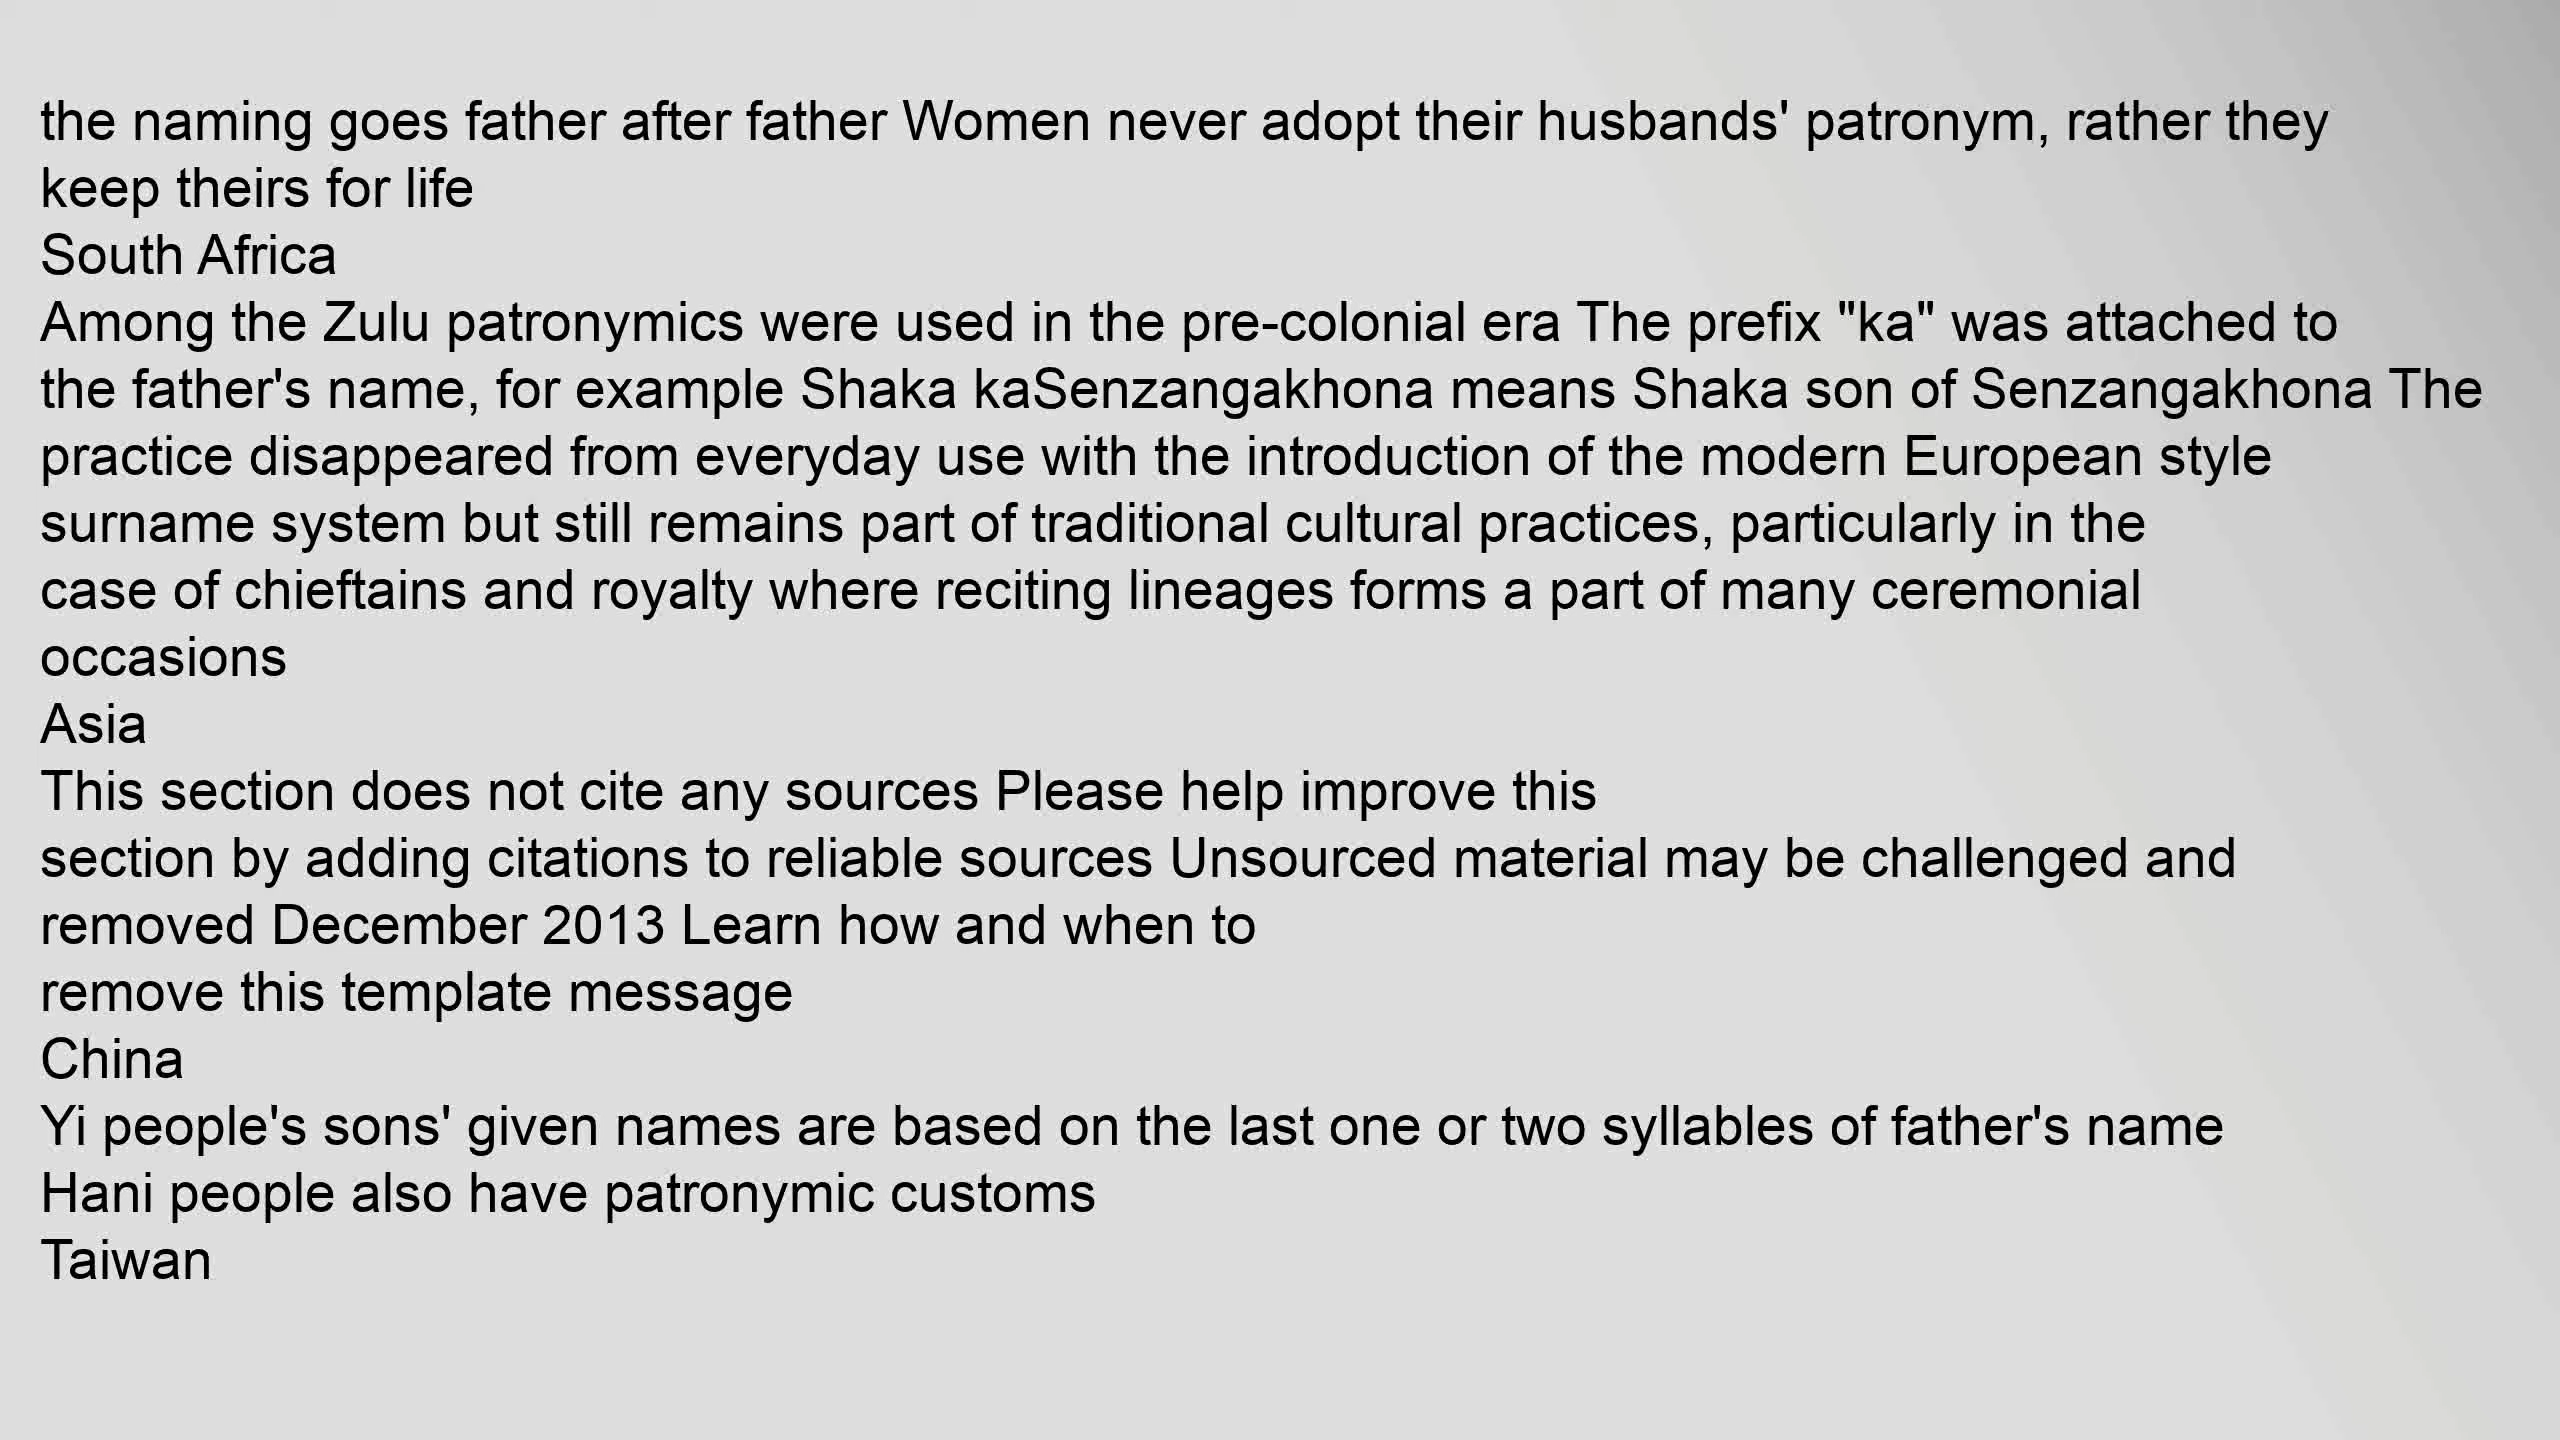 the naming goes father after father Women never adopt their husbands' patronym, rather they
keep theirs for life
South Africa
Among the Zulu patronymics were used in the pre-colonial era The prefix "ka" was attached to
the father's name, for example Shaka kaSenzangakhona means Shaka son of Senzangakhona The
practice disappeared from everyday use with the introduction of the modern European style
surname system but still remains part of traditional cultural practices, particularly in the
case of chieftains and royalty where reciting lineages forms a part of many ceremonial
occasions
Asia
This section does not cite any sources Please help improve this
section by adding citations to reliable sources Unsourced material may be challenged and
removed December 2013 Learn how and when to
remove this template message
China
Yi people's sons' given names are based on the last one or two syllables of father's name
Hani people also have patronymic customs
Taiwan